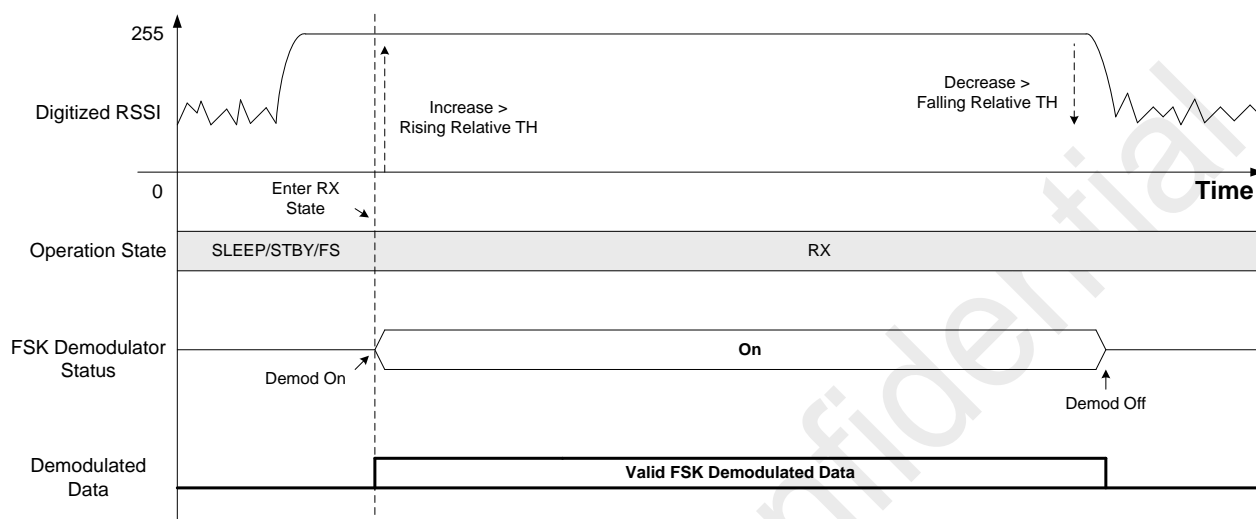 255
Digitized RSSI
Increase >
Rising Relative TH
Decrease >
Falling Relative TH
0
Time
Enter RX
State
Operation State
SLEEP/STBY/FS
RX
FSK Demodulator
Status
On
Demod On
Demod Off
Demodulated
Data
Valid FSK Demodulated Data
nfidential